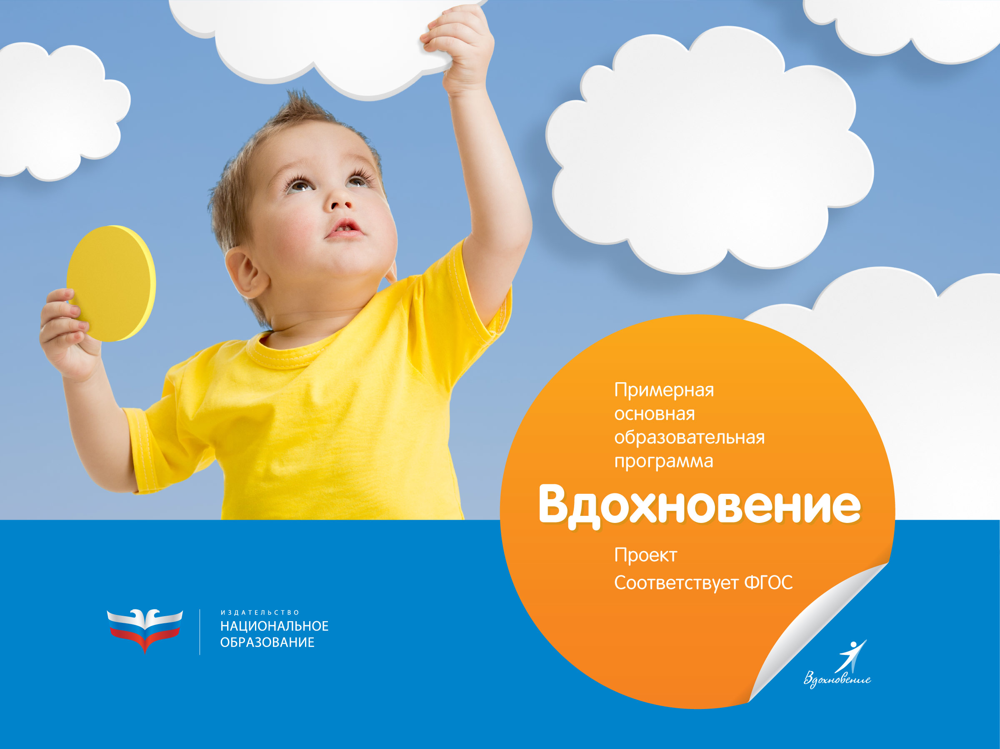 Примерная
основная
образовательная
программа
Вдохновение
Проект
Соответствует ФГОС
ИЗДАТЕЛЬСТВО
НАЦИОНАЛЬНОЕ
ОБРАЗОВАНИЕ
Вдохновение